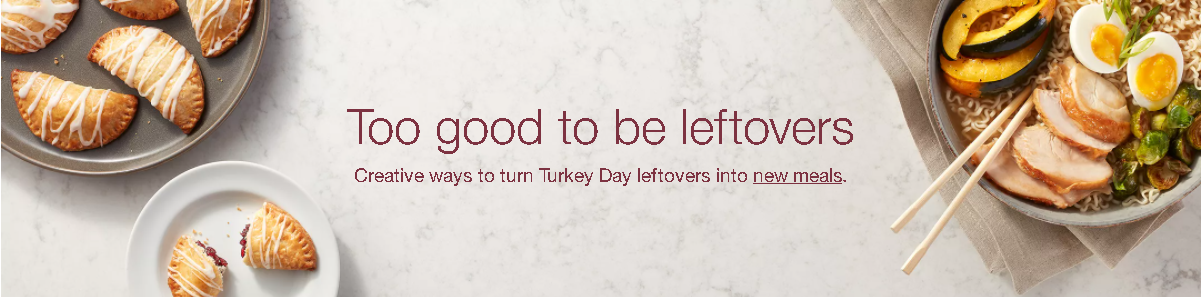 Too good to be leftovers
Creative ways to turn Turkey Day leftovers into new meals.